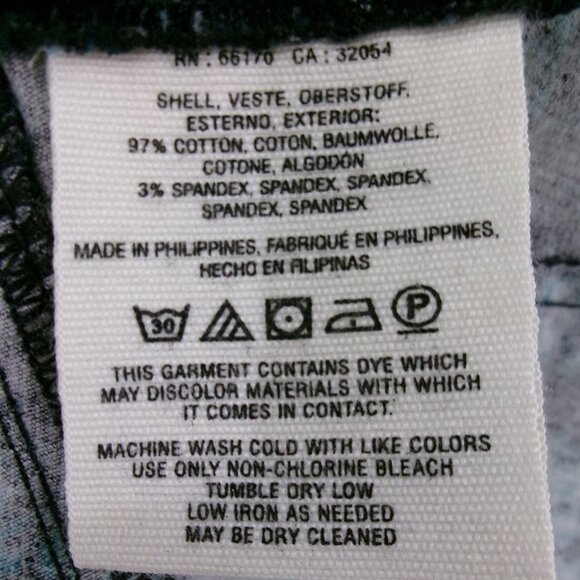 RN: 66170 CA: 32054
SHELL, VESTE, OBERSTOFF,
ESTERNO, EXTERIOR:
97% COTTON, COTON, BAUMWOLLE,
COTONE, ALGODÓN
3% SPANDEX, SPANDEX, SPANDEX,
SPANDEX, SPANDEX
MADE IN PHILIPPINES, FABRIQUÉ EN PHILIPPINES,
HECHO EN FILIPINAS
30 P
THIS GARMENT CONTAINS DYE WHICH
MAY DISCOLOR MATERIALS WITH WHICH
IT COMES IN CONTACT.
MACHINE WASH COLD WITH LIKE COLORS
USE ONLY NON-CHLORINE BLEACH
TUMBLE DRY LOW
LOW IRON AS NEEDED
MAY BE DRY CLEANED